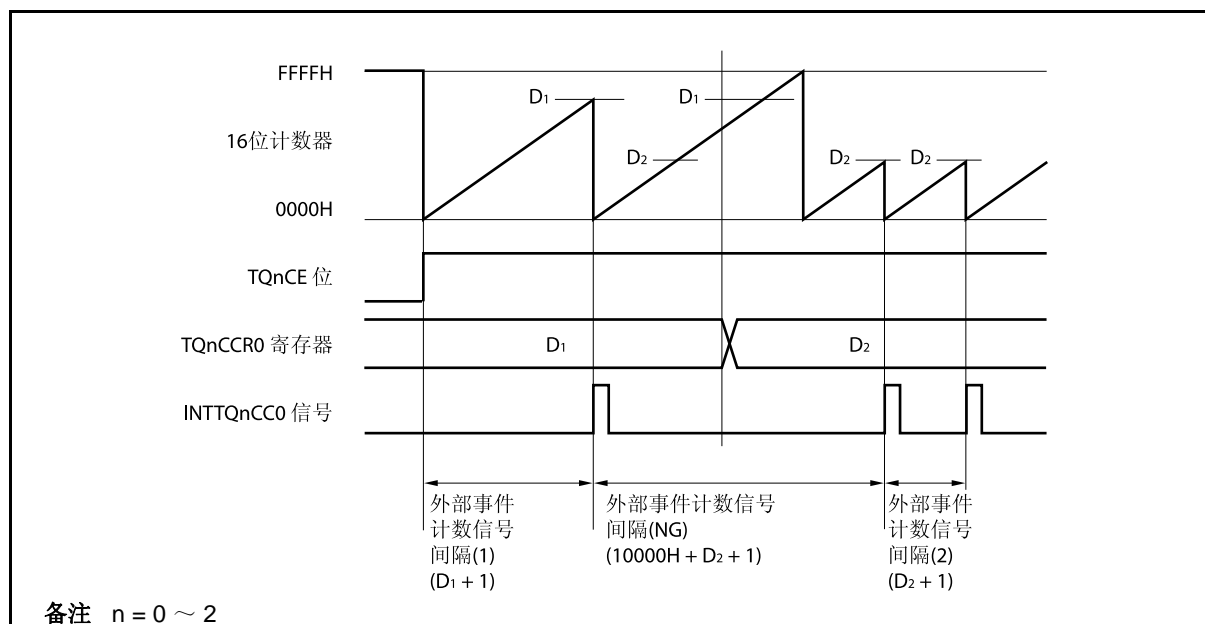 FFFFH
D1
D1
16位计数器
D2
D2
D2
0000H
TQnCE 位
TQnCCR0 寄存器
D1
D2
INTTQnCC0 信号
外部事件
计数信号
间隔(1)
(D1 + 1)
外部事件计数信号
间隔(NG)
(10000H + D2 + 1)
外部事件
计数信号
间隔(2)
(D2 + 1)
备注 n = 0 ～ 2